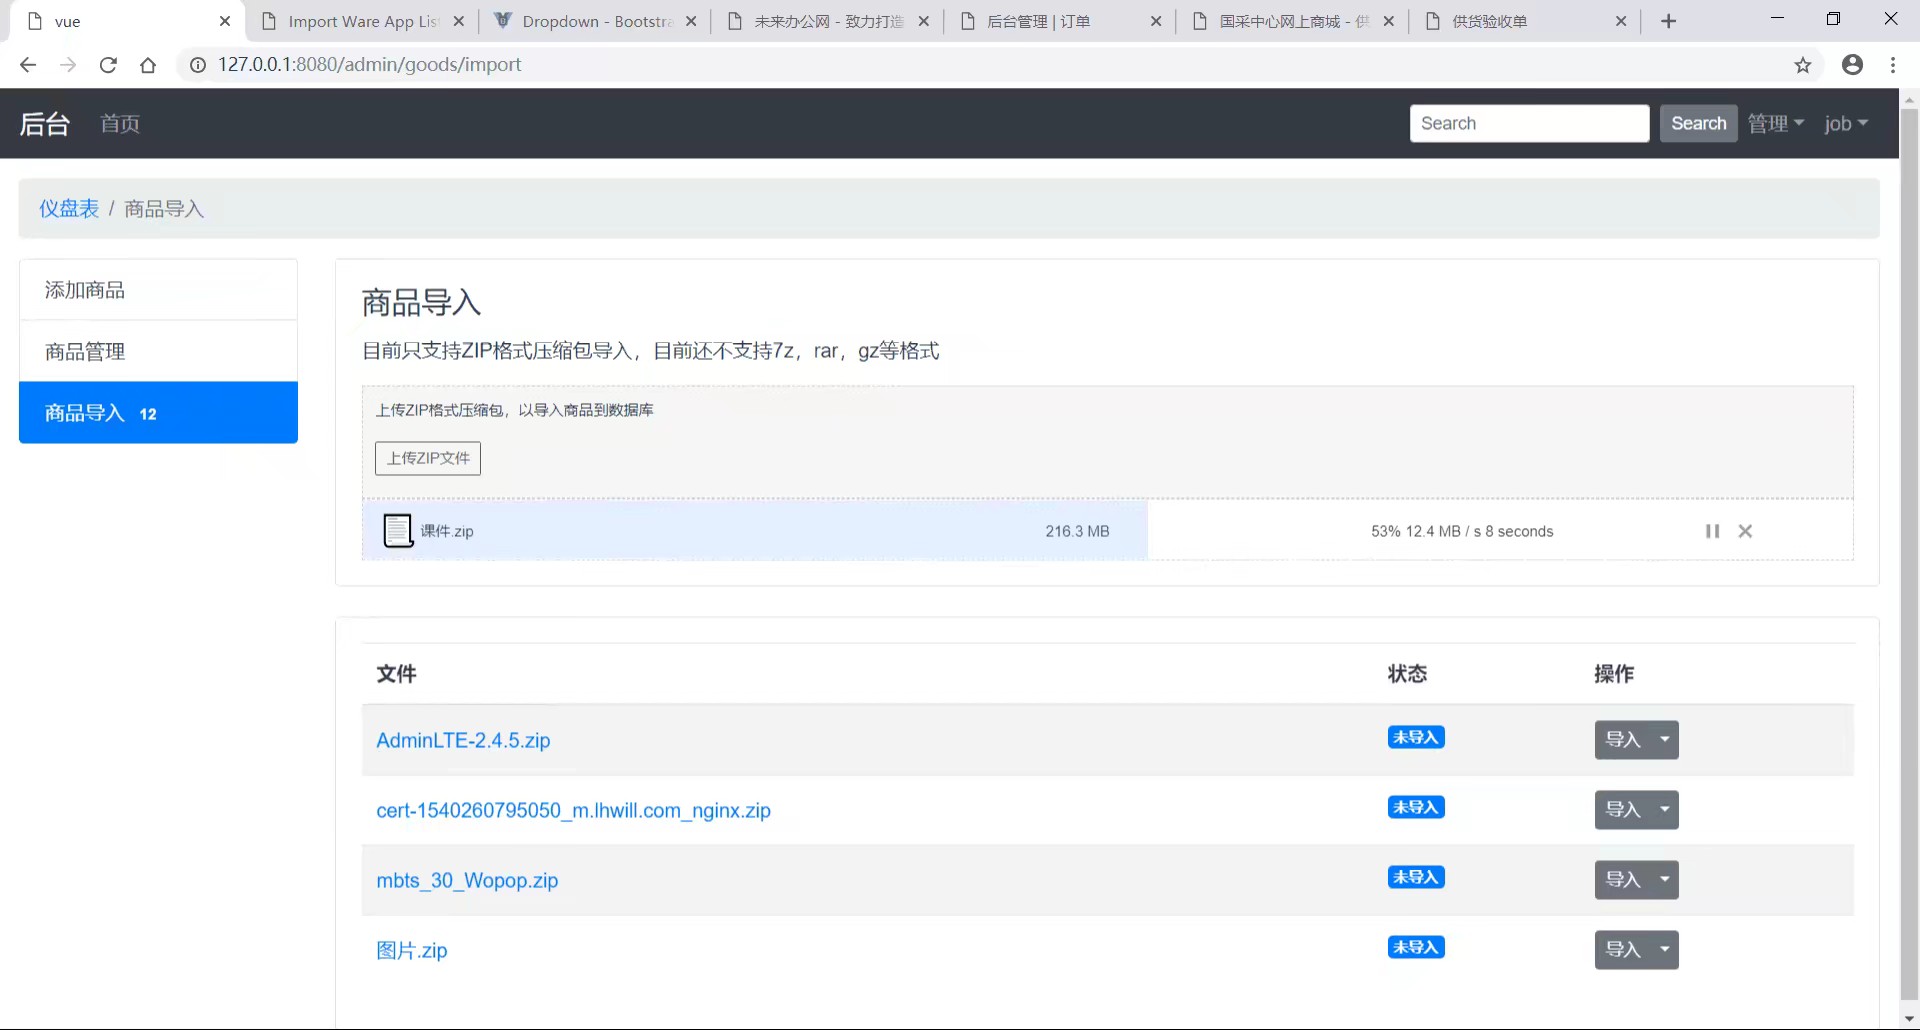 vue
Import Ware App Lis
Dropdown - Bootstra
未来办公网 - 致力打造
后台管理 | 订单
国采中心网上商城 - 供
供货验收单
127.0.0.1:8080/admin/goods/import
后台 首页 Search Search 管理 job
仪盘表 / 商品导入
添加商品
商品管理
商品导入 12
商品导入
目前只支持ZIP格式压缩包导入，目前还不支持7z，rar，gz等格式
上传ZIP格式压缩包，以导入商品到数据库
上传ZIP文件
课件.zip 216.3 MB 53% 12.4 MB / s 8 seconds
文件 状态 操作
AdminLTE-2.4.5.zip 未导入 导入
cert-1540260795050_m.lhwill.com_nginx.zip 未导入 导入
mbts_30_Wopop.zip 未导入 导入
图片.zip 未导入 导入